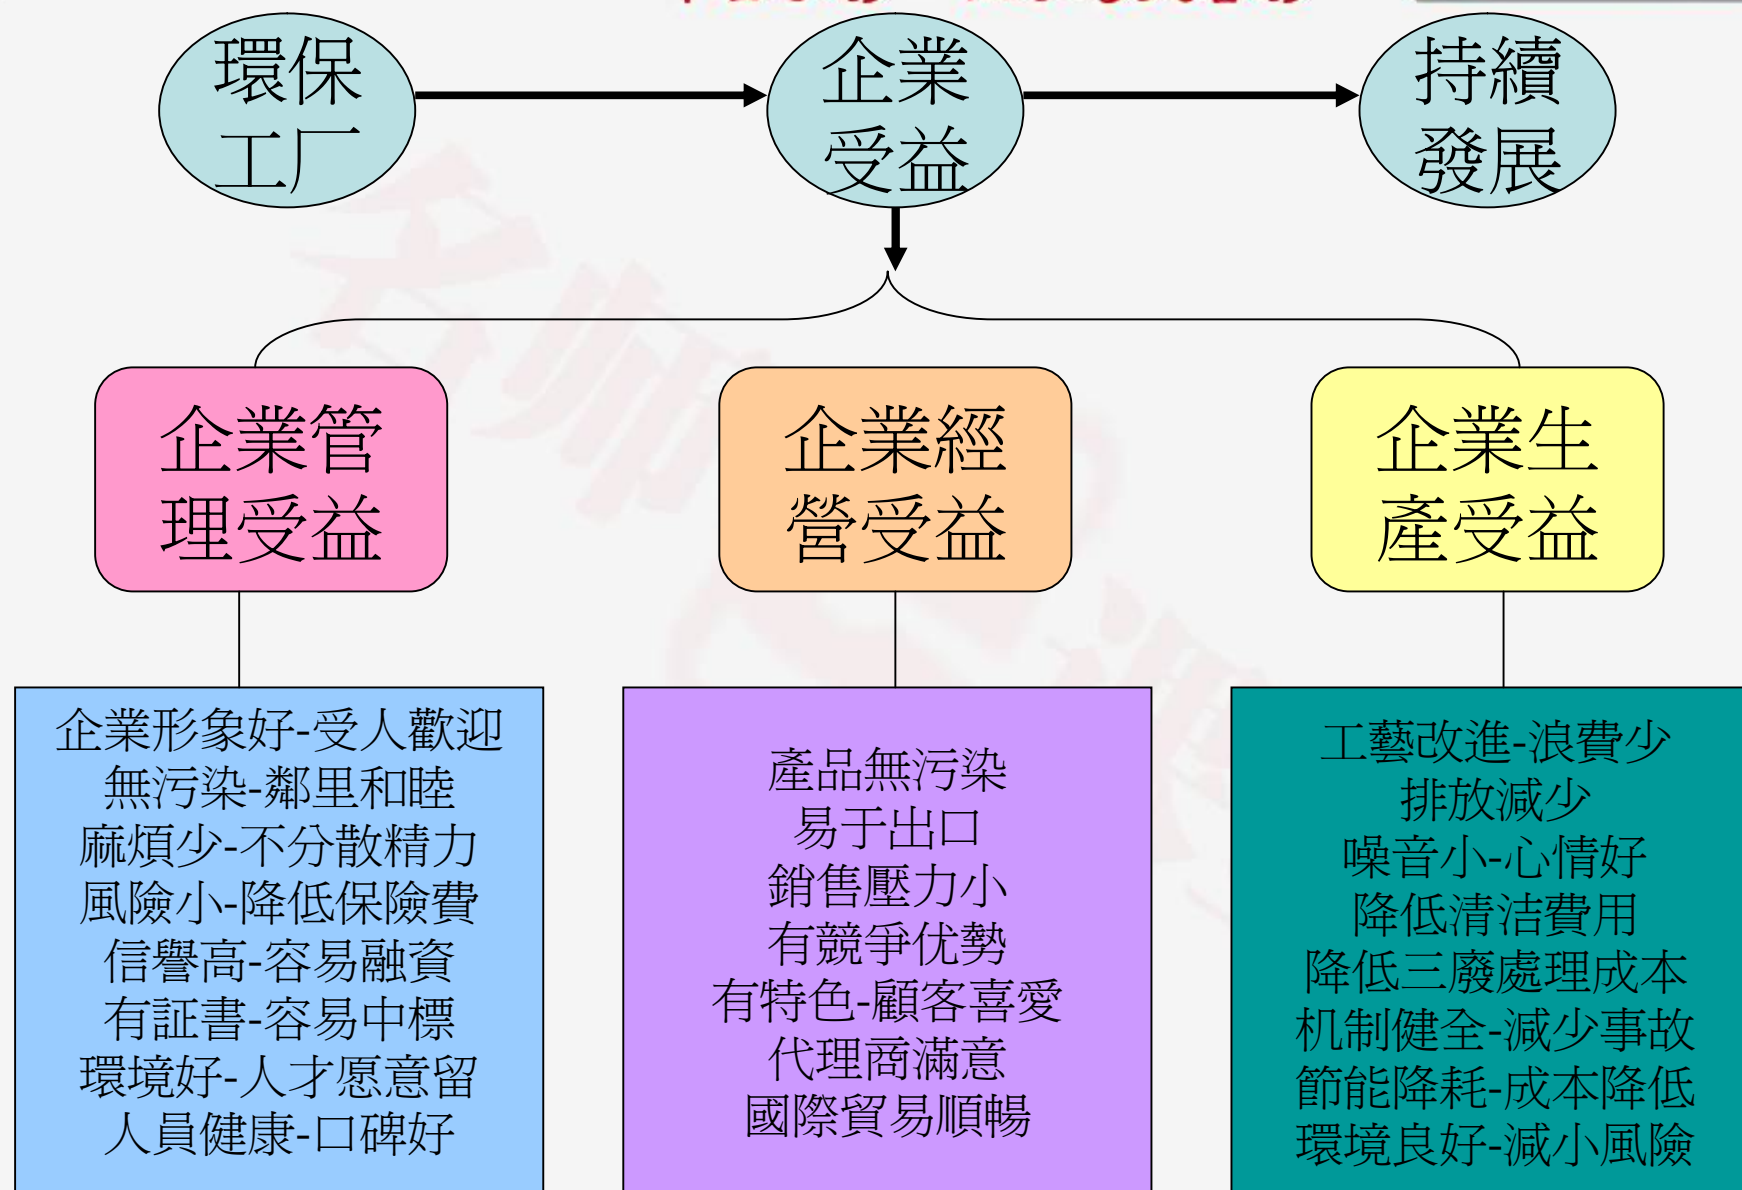 環保
工厂
企業
受益
持續
發展
企業管
理受益
企業經
營受益
企業生
產受益
企業形象好-受人歡迎
無污染-鄰里和睦
麻煩少-不分散精力
風險小-降低保險費
信譽高-容易融資
有証書-容易中標
環境好-人才愿意留
人員健康-口碑好
產品無污染
易于出口
銷售壓力小
有競爭优勢
有特色-顧客喜愛
代理商滿意
國際貿易順暢
工藝改進-浪費少
排放減少
噪音小-心情好
降低清洁費用
降低三廢處理成本
机制健全-減少事故
節能降耗-成本降低
環境良好-減小風險